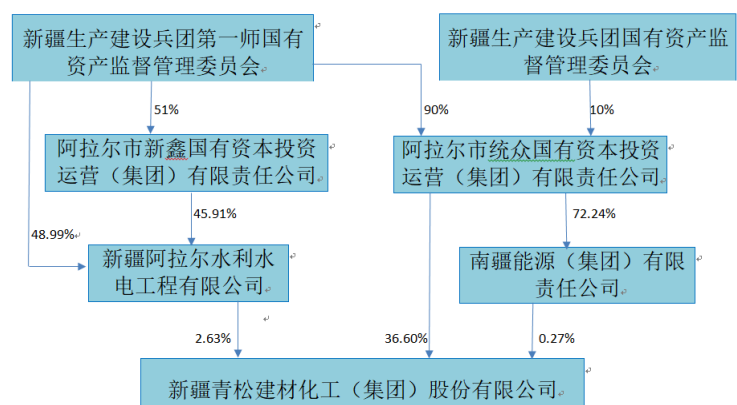 新疆生产建设兵团第一师国有
资产监督管理委员会
新疆生产建设兵团国有资产监
督管理委员会
51%
90%
10%
阿拉尔市新鑫国有资本投资
运营（集团）有限责任公司
阿拉尔市统众国有资本投资
运营（集团）有限责任公司
48.99%
45.91%
72.24%
新疆阿拉尔水利水
电工程有限公司
南疆能源（集团）有限
责任公司
2.63%
36.60%
0.27%
新疆青松建材化工（集团）股份有限公司